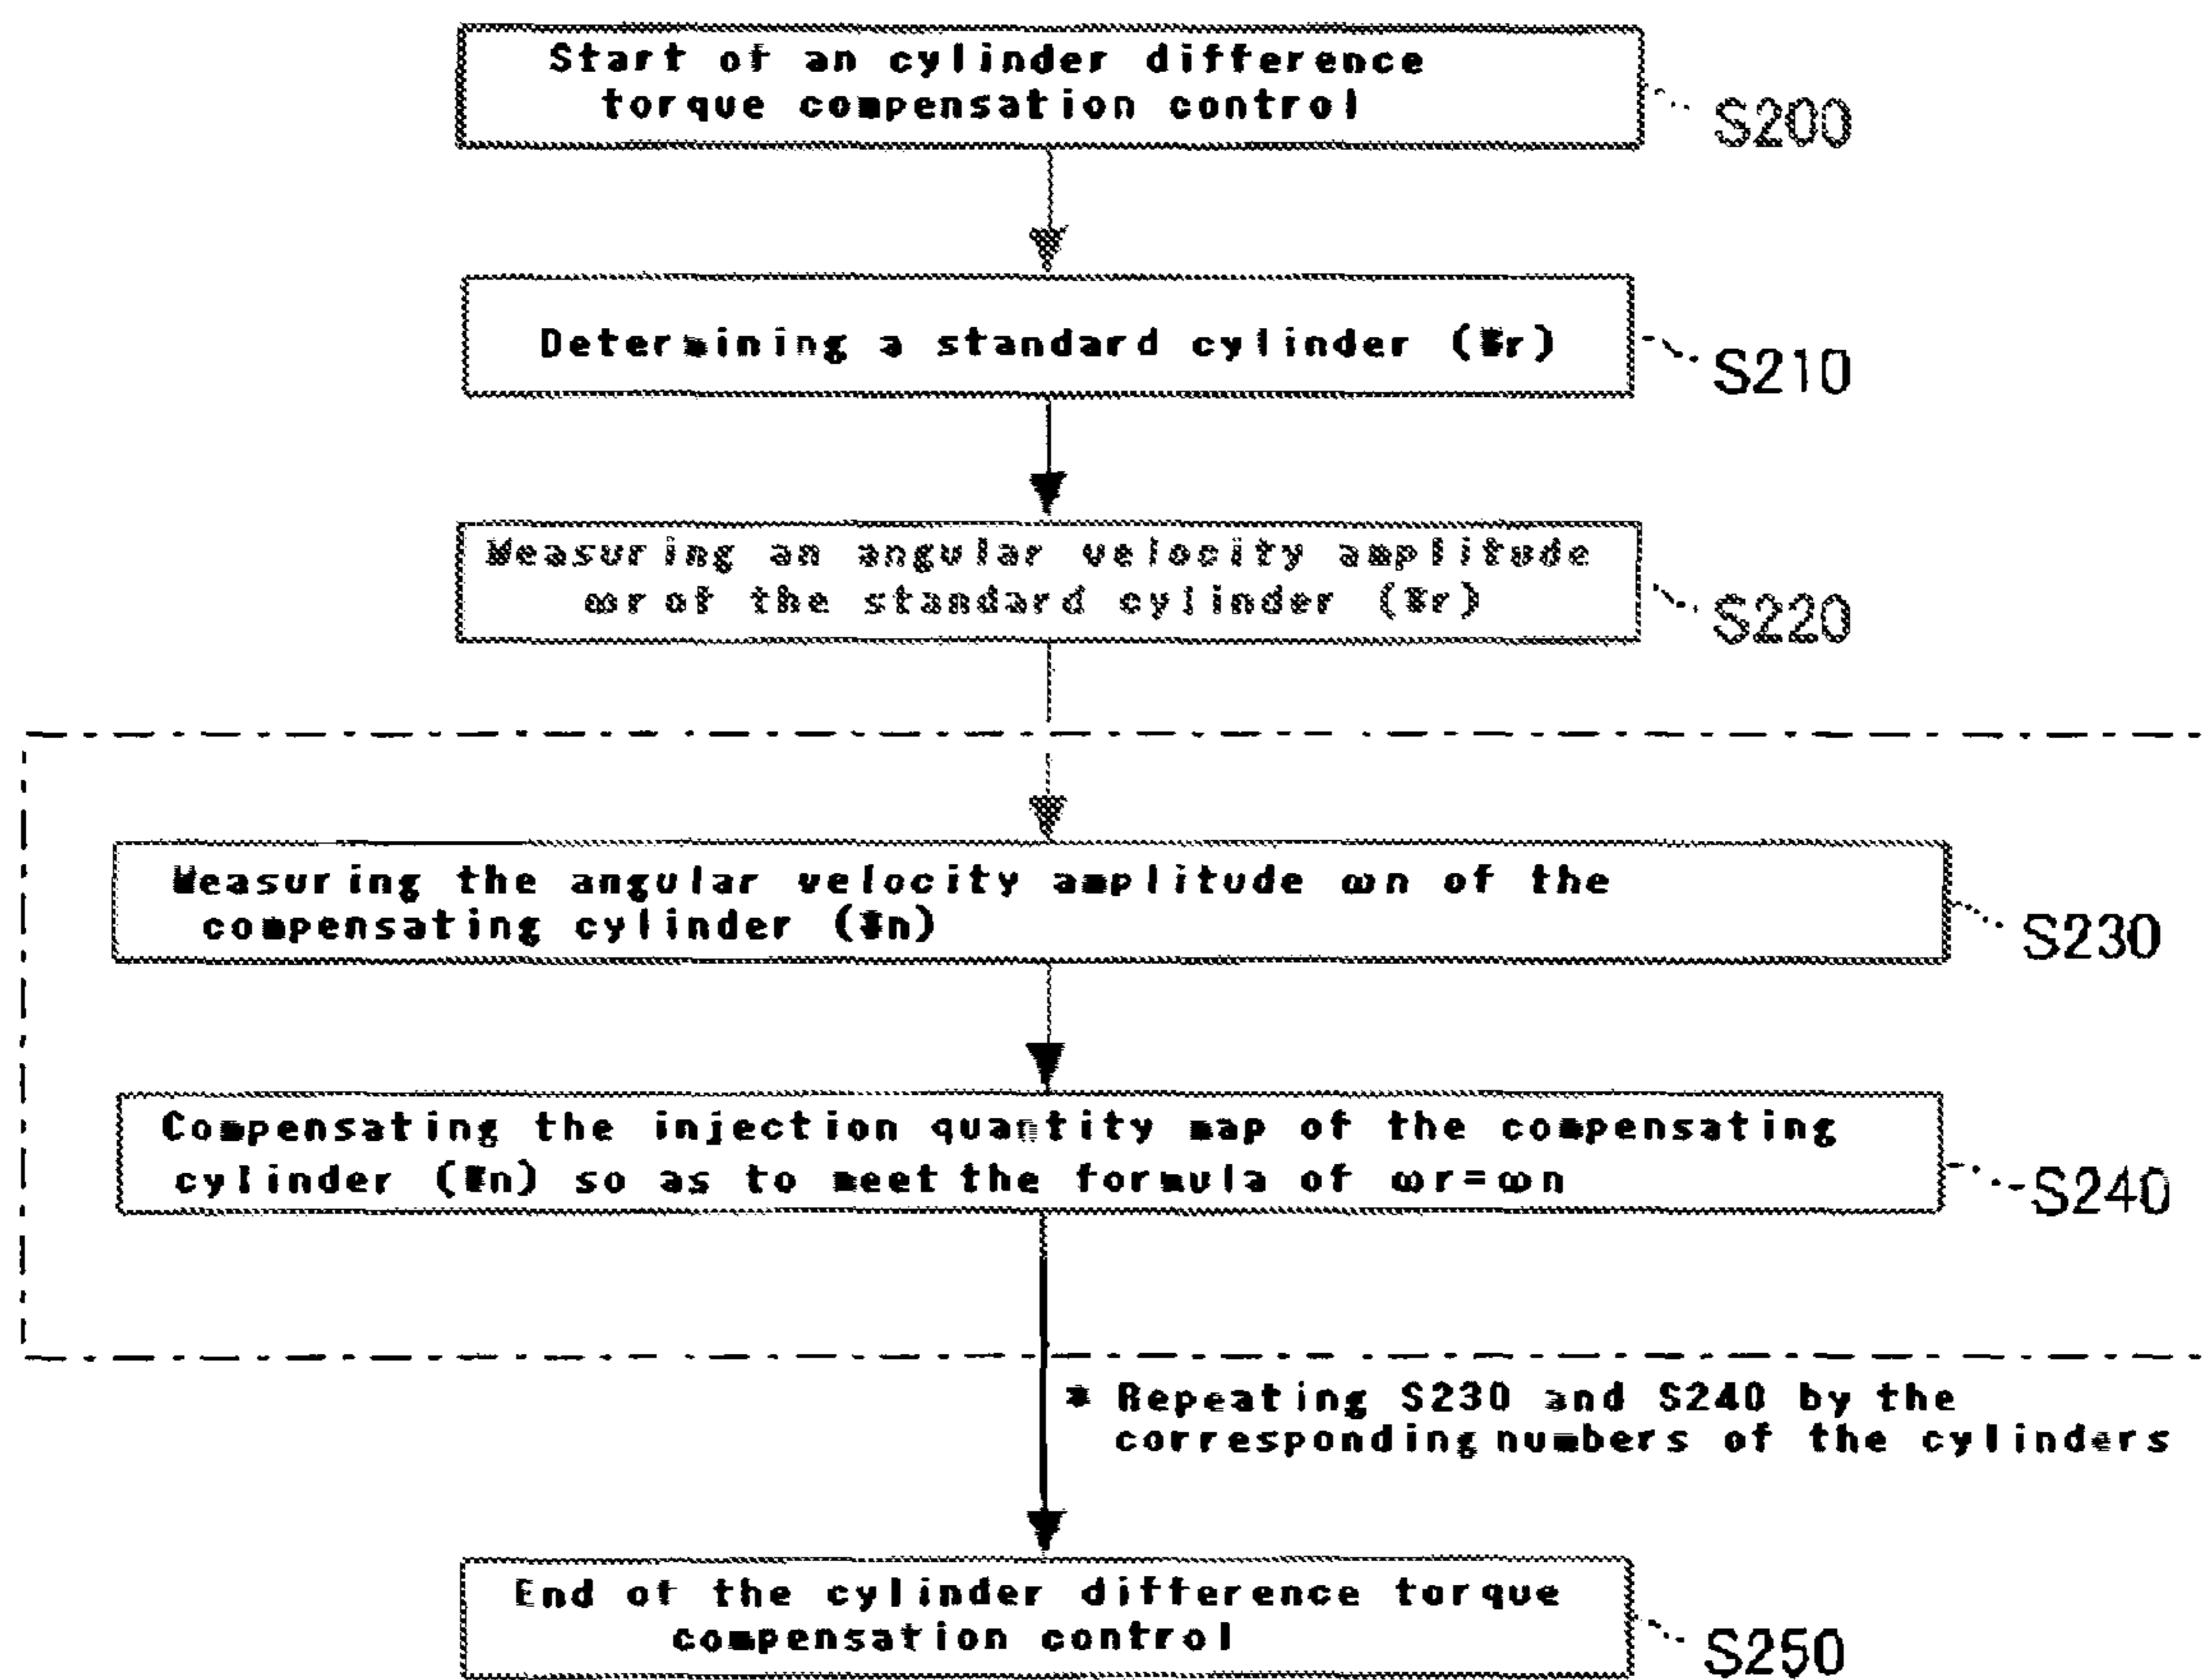 Start of an cylinder difference
torque compensation control
S200
Determining a standard cylinder (#r)
S210
Measuring an angular velocity amplitude
ωr of the standard cylinder (#r)
S220
Measuring the angular velocity amplitude ωn of the
compensating cylinder (#n)
S230
Compensating the injection quantity map of the compensating
cylinder (#n) so as to meet the formula of ωr=ωn
S240
* Repeating S230 and S240 by the
corresponding numbers of the cylinders
End of the cylinder difference torque
compensation control
S250